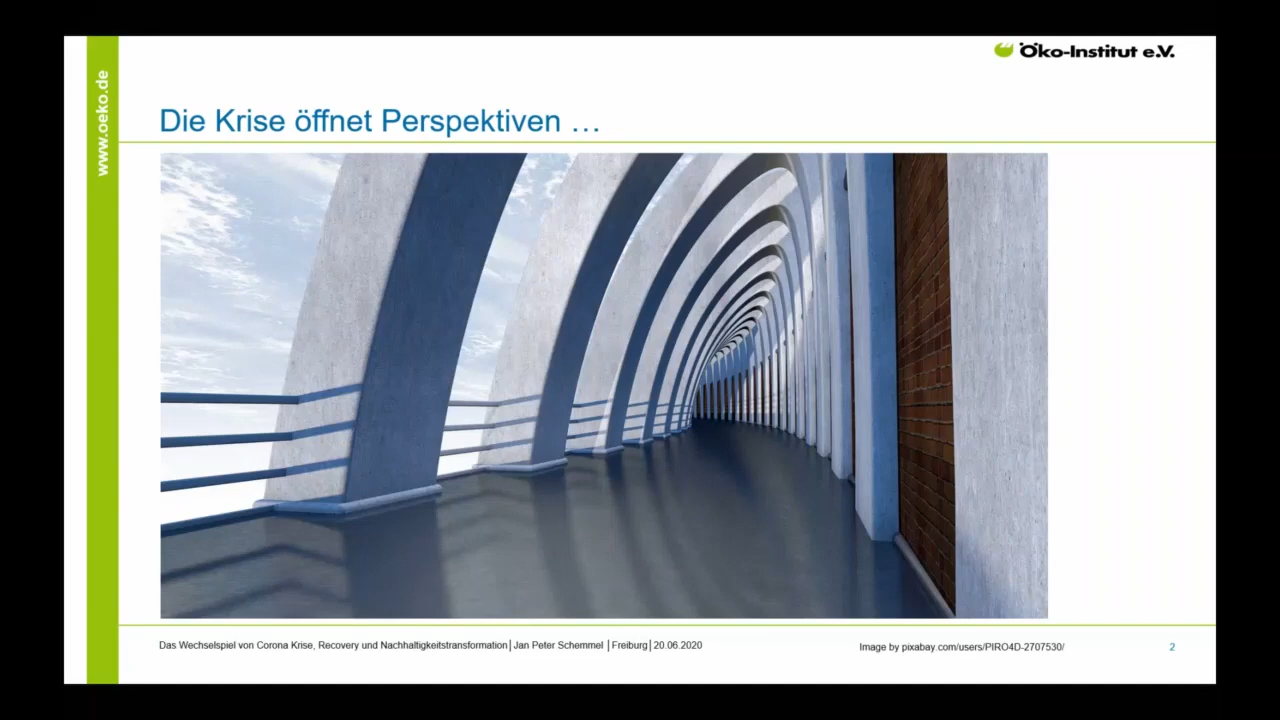 Öko-Institut e.V.
www.oeko.de
Die Krise öffnet Perspektiven …
Das Wechselspiel von Corona Krise, Recovery und Nachhaltigkeitstransformation│Jan Peter Schemmel │Freiburg│20.06.2020
Image by pixabay.com/users/PIRO4D-2707530/
2